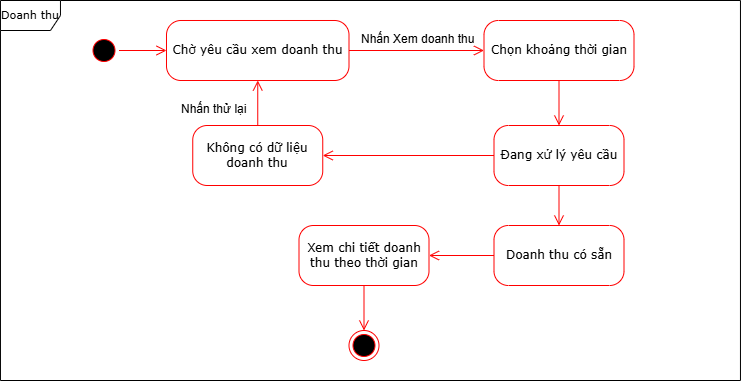 Doanh thu
Chờ yêu cầu xem doanh thu
Nhấn Xem doanh thu
Chọn khoảng thời gian
Nhấn thử lại
Không có dữ liệu
doanh thu
Đang xử lý yêu cầu
Xem chi tiết doanh
thu theo thời gian
Doanh thu có sẵn